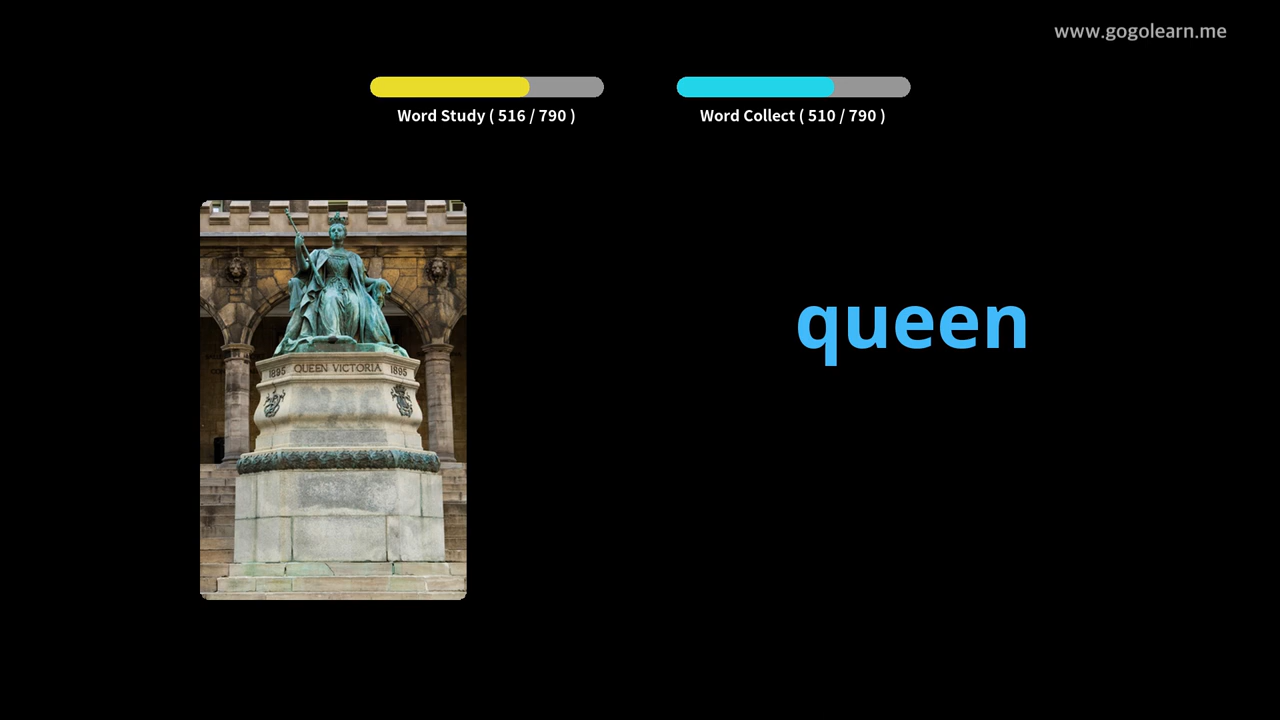 www.gogolearn.me
Word Study ( 516 / 790 )
Word Collect ( 510 / 790 )
1895 QUEEN VICTORIA 1895
queen